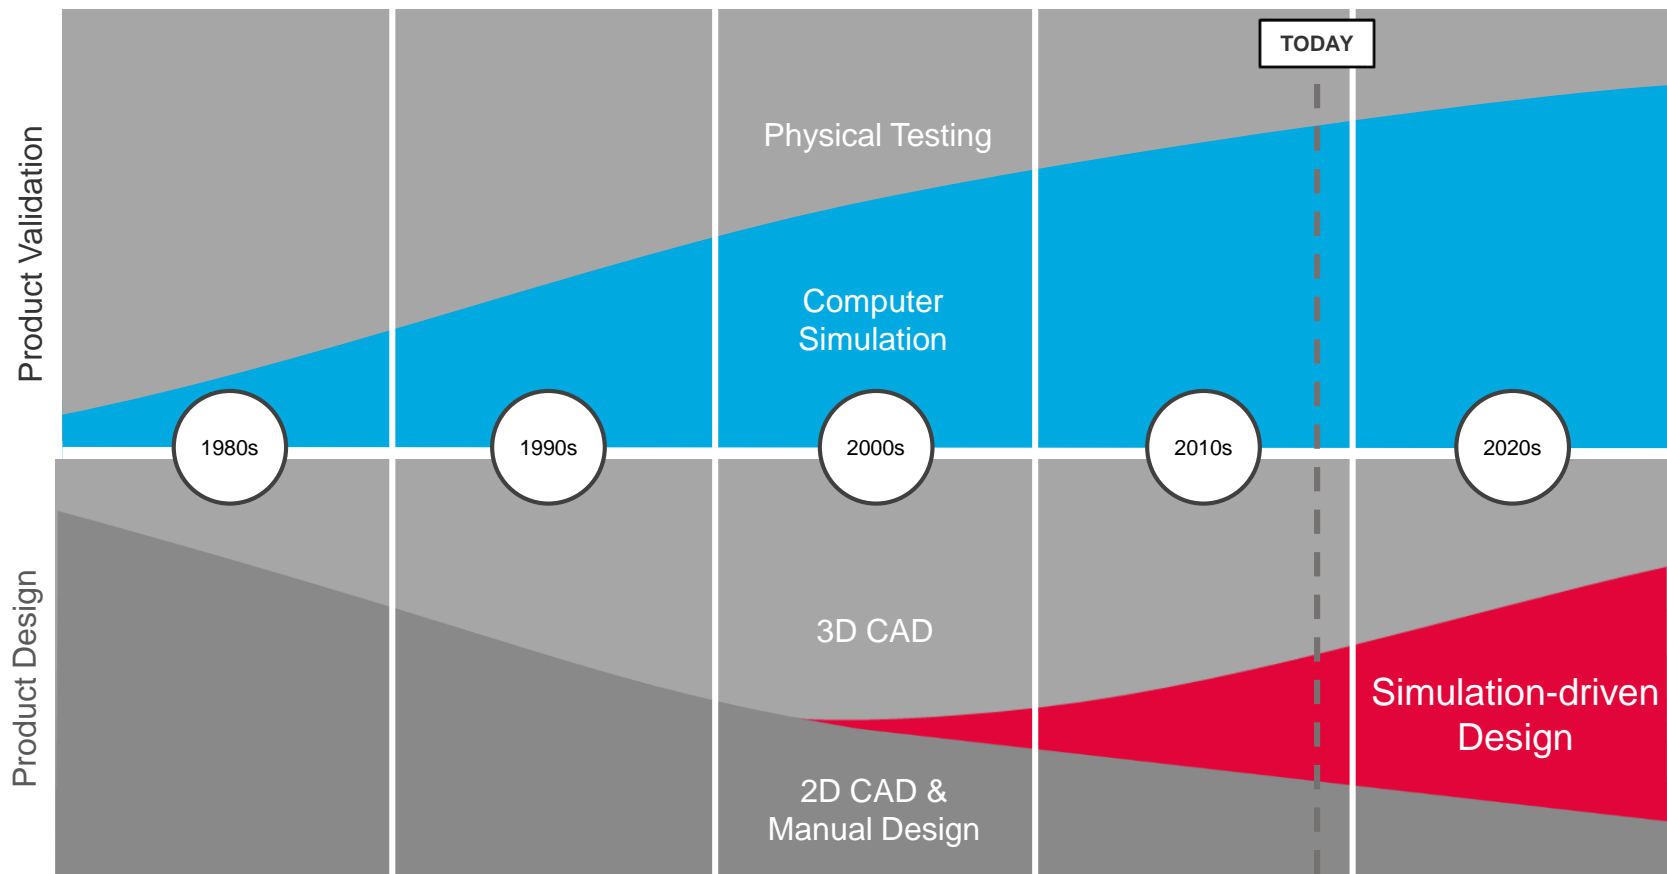 TODAY
Product Validation
Physical Testing
Computer
Simulation
1980s
1990s
2000s
2010s
2020s
Product Design
3D CAD
Simulation-driven
Design
2D CAD &
Manual Design